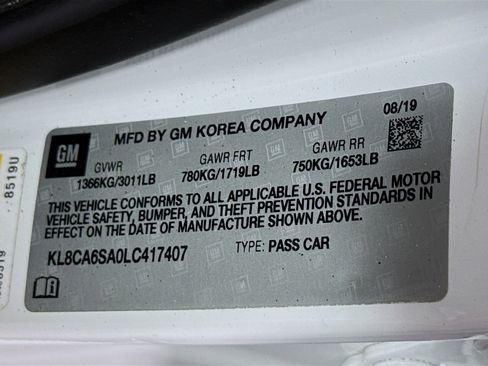 08/19
MFD BY GM KOREA COMPANY
GM
GVWR GAWR FRT GAWR RR
1366KG/3011LB 780KG/1719LB 750KG/1653LB
THIS VEHICLE CONFORMS TO ALL APPLICABLE U.S. FEDERAL MOTOR
VEHICLE SAFETY, BUMPER, AND THEFT PREVENTION STANDARDS IN
EFFECT ON THE DATE OF MANUFACTURE SHOWN ABOVE.
KL8CA6SA0LC417407 TYPE: PASS CAR
8519U